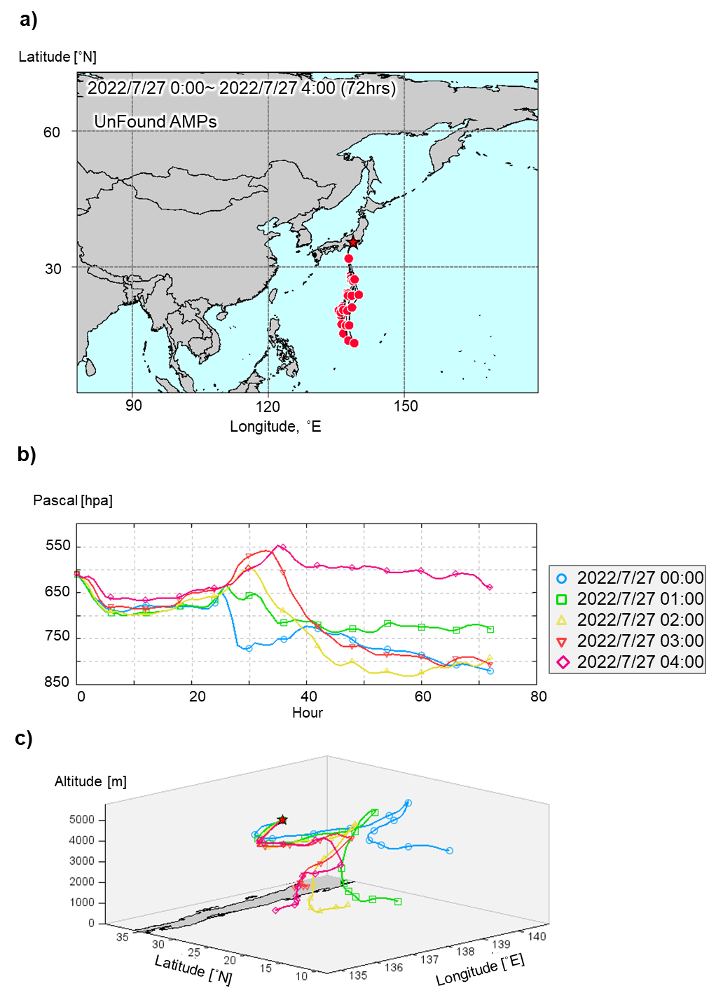 a)
Latitude [˚N]
2022/7/27 0:00~ 2022/7/27 4:00 (72hrs)
UnFound AMPs
60
30
90 120 150
Longitude, ˚E
b)
Pascal [hpa]
550
650
750
850
0 20 40 60 80
Hour
2022/7/27 00:00
2022/7/27 01:00
2022/7/27 02:00
2022/7/27 03:00
2022/7/27 04:00
c)
Altitude [m]
5000
4000
3000
2000
1000
0
35 30 25 20 15 10
Latitude [˚N]
135 136 137 138 139 140
Longitude [˚E]